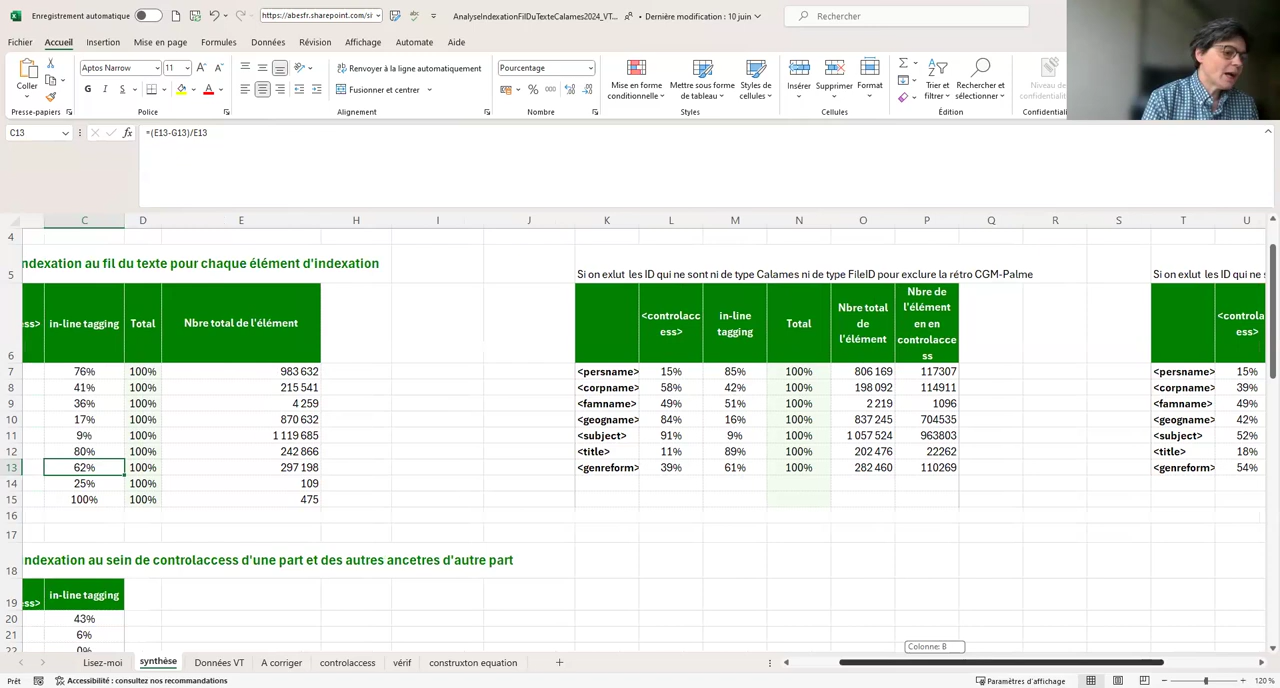 Enregistrement automatique https://abesfr.sharepoint.com/si AnalyseIndexationFilDuTexteCalames2024_VT... • Dernière modification : 10 juin Rechercher
Fichier Accueil Insertion Mise en page Formules Données Révision Affichage Automate Aide
Coller Aptos Narrow 11 Renvoyer à la ligne automatiquement Pourcentage
G I S Fusionner et centrer % 000
Mise en forme conditionnelle Mettre sous forme de tableau Styles de cellules Insérer Supprimer Format Trier et filtrer Rechercher et sélectionner Niveau de confidentialité
Presse-papiers Police Alignement Nombre Styles Cellules Édition Confidentiali
C13 fx =(E13-G13)/E13
C D E H I J K L M N O P Q R S T U
4
5 ndexation au fil du texte pour chaque élément d'indexation Si on exlut les ID qui ne sont ni de type Calames ni de type FileID pour exclure la rétro CGM-Palme Si on exlut les ID qui ne s
6 ess> in-line tagging Total Nbre total de l'élément <controlacc ess> in-line tagging Total Nbre total de l'élément Nbre de l'élément en en controlacce ss <controla ess>
7 76% 100% 983 632 <persname> 15% 85% 100% 806 169 117307 <persname> 15%
8 41% 100% 215 541 <corpname> 58% 42% 100% 198 092 114911 <corpname> 39%
9 36% 100% 4 259 <famname> 49% 51% 100% 2 219 1096 <famname> 49%
10 17% 100% 870 632 <geogname> 84% 16% 100% 837 245 704535 <geogname> 42%
11 9% 100% 1 119 685 <subject> 91% 9% 100% 1 057 524 963803 <subject> 52%
12 80% 100% 242 866 <title> 11% 89% 100% 202 476 22262 <title> 18%
13 62% 100% 297 198 <genreform> 39% 61% 100% 282 460 110269 <genreform> 54%
14 25% 100% 109
15 100% 100% 475
16
17
18 ndexation au sein de controlaccess d'une part et des autres ancetres d'autre part
19 ess> in-line tagging
20 43%
21 6%
22 0%
Colonne: B
Lisez-moi synthèse Données VT A corriger controlaccess vérif construxton equation
Prêt Accessibilité : consultez nos recommandations Paramètres d'affichage 120 %